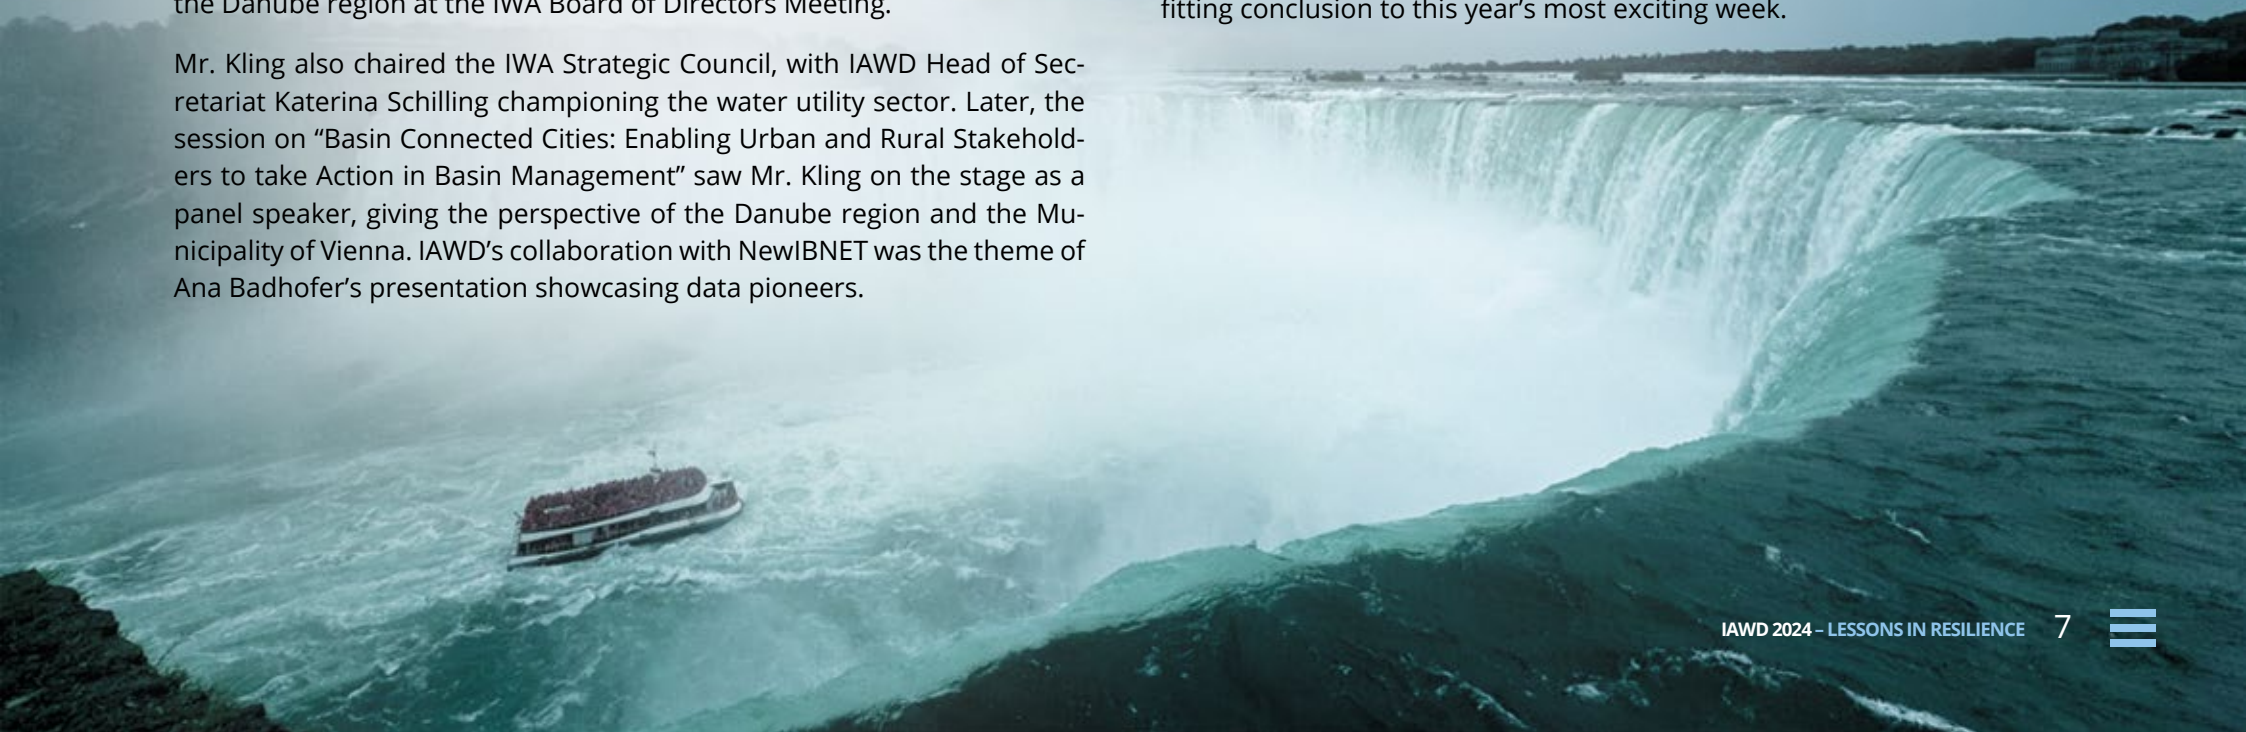 the Danube region at the IWA Board of Directors Meeting.
Mr. Kling also chaired the IWA Strategic Council, with IAWD Head of Sec-
retariat Katerina Schilling championing the water utility sector. Later, the
session on “Basin Connected Cities: Enabling Urban and Rural Stakehold-
ers to take Action in Basin Management” saw Mr. Kling on the stage as a
panel speaker, giving the perspective of the Danube region and the Mu-
nicipality of Vienna. IAWD’s collaboration with NewIBNET was the theme of
Ana Badhofer’s presentation showcasing data pioneers.
fitting conclusion to this year’s most exciting week.
IAWD 2024 – LESSONS IN RESILIENCE 7